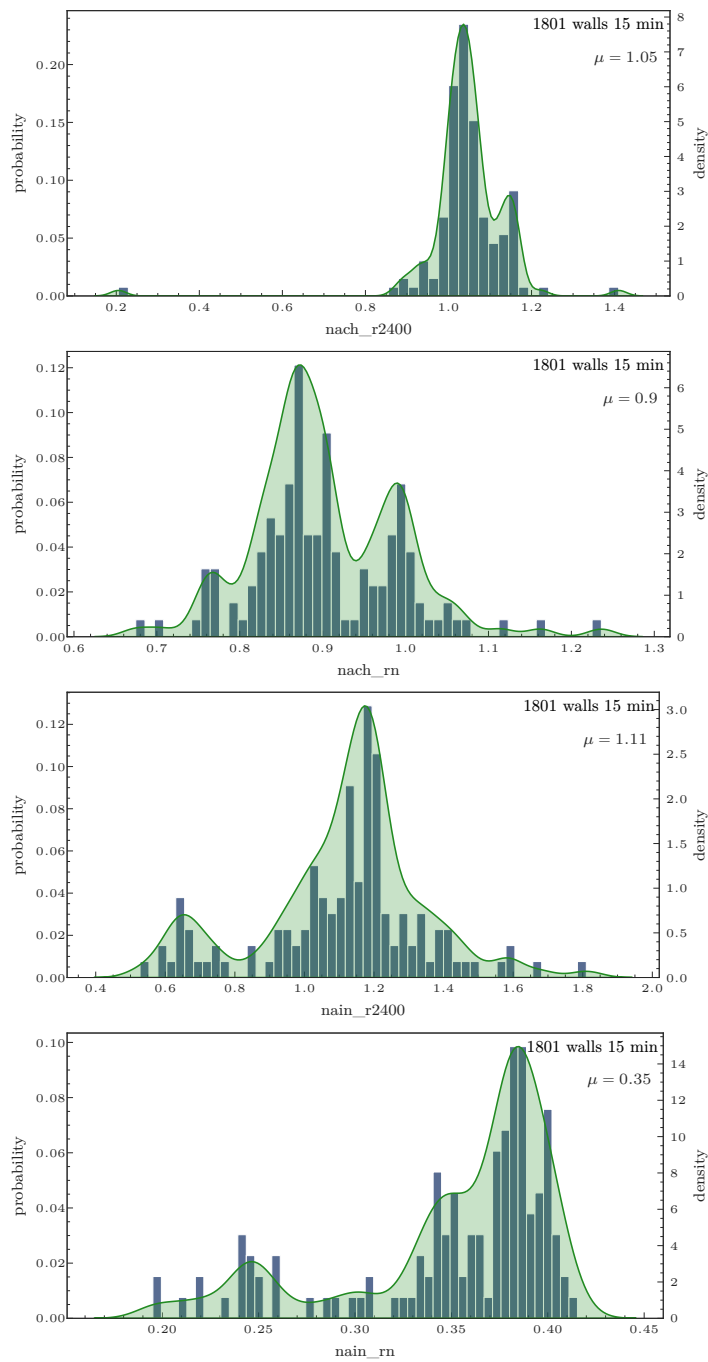 1801 walls 15 min
μ = 1.05
probability
density
0.20
0.15
0.10
0.05
0.00
8
7
6
5
4
3
2
1
0
0.2 0.4 0.6 0.8 1.0 1.2 1.4
nach_r2400
1801 walls 15 min
μ = 0.9
probability
density
0.12
0.10
0.08
0.06
0.04
0.02
0.00
6
5
4
3
2
1
0
0.6 0.7 0.8 0.9 1.0 1.1 1.2 1.3
nach_rn
1801 walls 15 min
μ = 1.11
probability
density
0.12
0.10
0.08
0.06
0.04
0.02
0.00
3.0
2.5
2.0
1.5
1.0
0.5
0.0
0.4 0.6 0.8 1.0 1.2 1.4 1.6 1.8 2.0
nain_r2400
1801 walls 15 min
μ = 0.35
probability
density
0.10
0.08
0.06
0.04
0.02
0.00
14
12
10
8
6
4
2
0
0.20 0.25 0.30 0.35 0.40 0.45
nain_rn